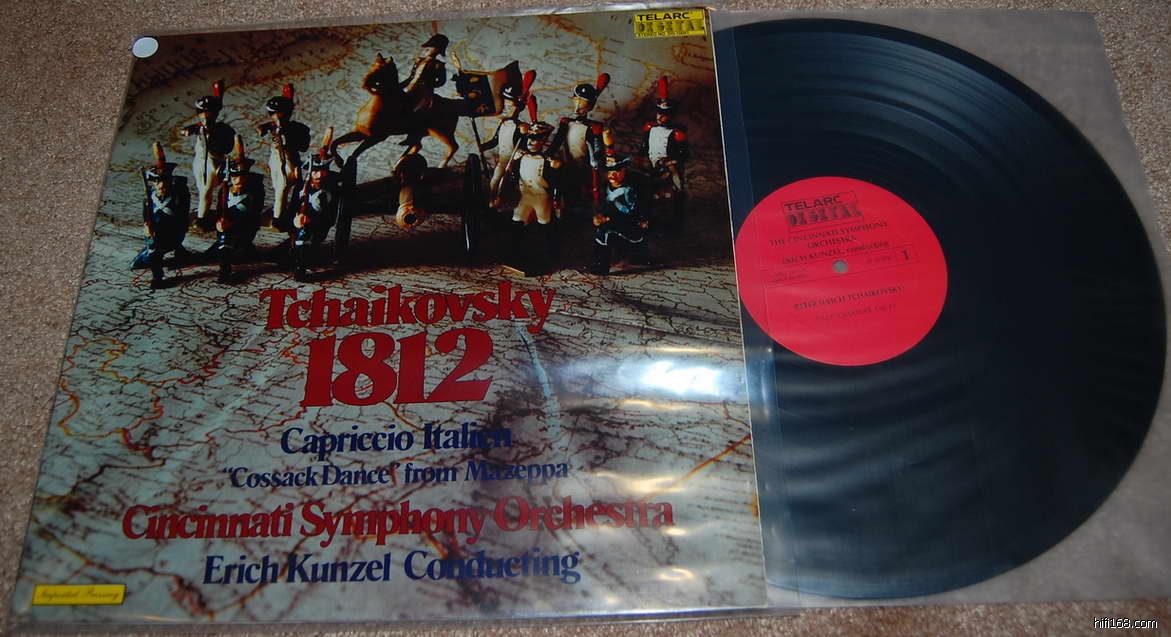 TELARC
DIGITAL
Tchaikovsky
1812
Capriccio Italien
"Cossack Dance" from Mazeppa
Cincinnati Symphony Orchestra
Erich Kunzel Conducting
Imported Pressing
TELARC
DIGITAL
THE CINCINNATI SYMPHONY
ORCHESTRA
ERICH KUNZEL, conducting
1
PETER ILYICH TCHAIKOVSKY:
hifi168.com